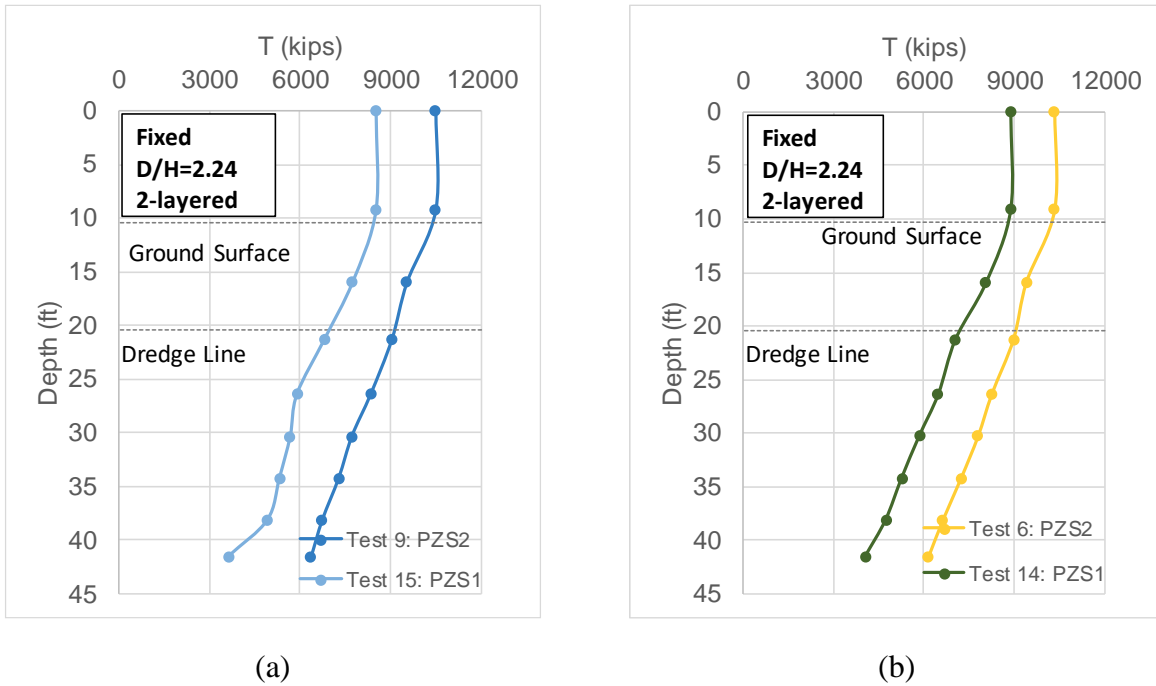 T (kips)
0 3000 6000 9000 12000
0
5
10
15
20
25
30
35
40
45
Depth (ft)
Fixed
D/H=2.24
2-layered
Ground Surface
Dredge Line
Test 9: PZS2
Test 15: PZS1
(a)
T (kips)
0 3000 6000 9000 12000
0
5
10
15
20
25
30
35
40
45
Depth (ft)
Fixed
D/H=2.24
2-layered
Ground Surface
Dredge Line
Test 6: PZS2
Test 14: PZS1
(b)